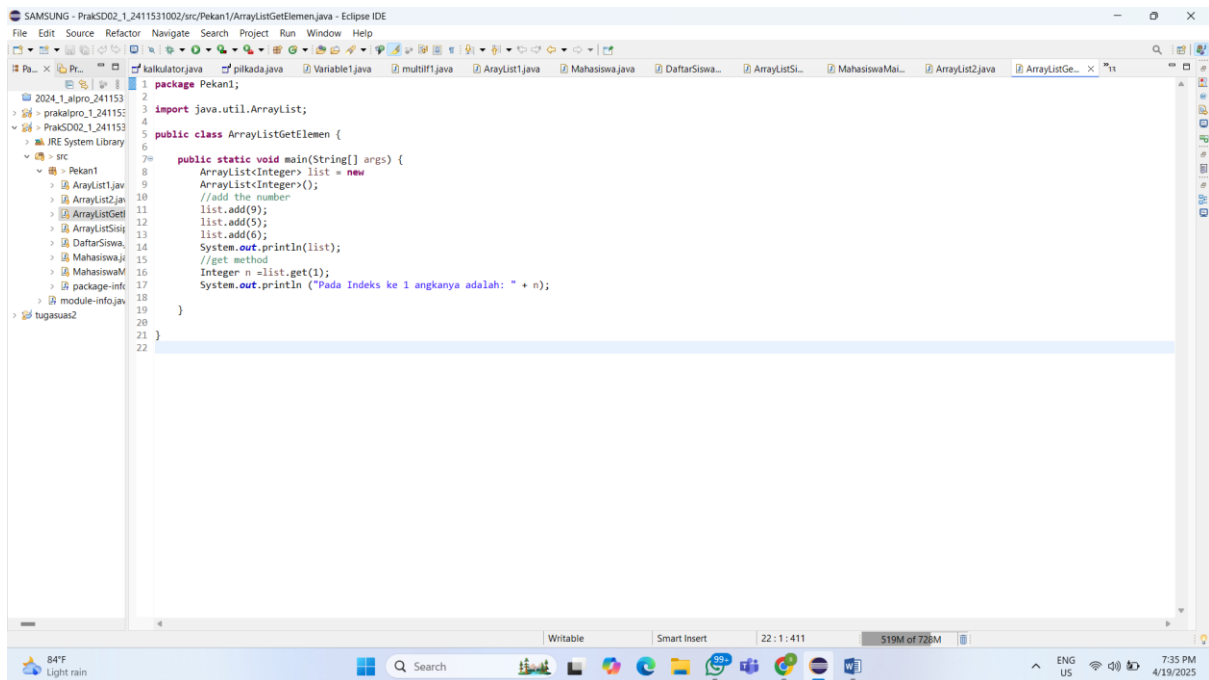 SAMSUNG - PrakSD02_1_2411531002/src/Pekan1/ArrayListGetElemen.java - Eclipse IDE
File Edit Source Refactor Navigate Search Project Run Window Help
Pa... Pr... kalkulator.java pilkada.java Variable1.java multiIf1.java ArayList1.java Mahasiswa.java DaftarSiswa... ArrayListSi... MahasiswaMai... ArrayList2.java ArrayListGe... »11
2024_1_alpro_241153
> prakalpro_1_241153
PrakSD02_1_241153
> JRE System Library
> src
> Pekan1
> ArayList1.jav
> ArrayList2.jav
> ArrayListGetI
> ArrayListSisip
> DaftarSiswa.
> Mahasiswa.ja
> MahasiswaM
> package-info
> module-info.jav
> tugasuas2
1 package Pekan1;
2
3 import java.util.ArrayList;
4
5 public class ArrayListGetElemen {
6
7 public static void main(String[] args) {
8 ArrayList<Integer> list = new
9 ArrayList<Integer>();
10 //add the number
11 list.add(9);
12 list.add(5);
13 list.add(6);
14 System.out.println(list);
15 //get method
16 Integer n =list.get(1);
17 System.out.println ("Pada Indeks ke 1 angkanya adalah: " + n);
18
19 }
20
21 }
22
Writable Smart Insert 22 : 1 : 411 519M of 728M
84°F
Light rain
Search
99+
ENG
US
7:35 PM
4/19/2025